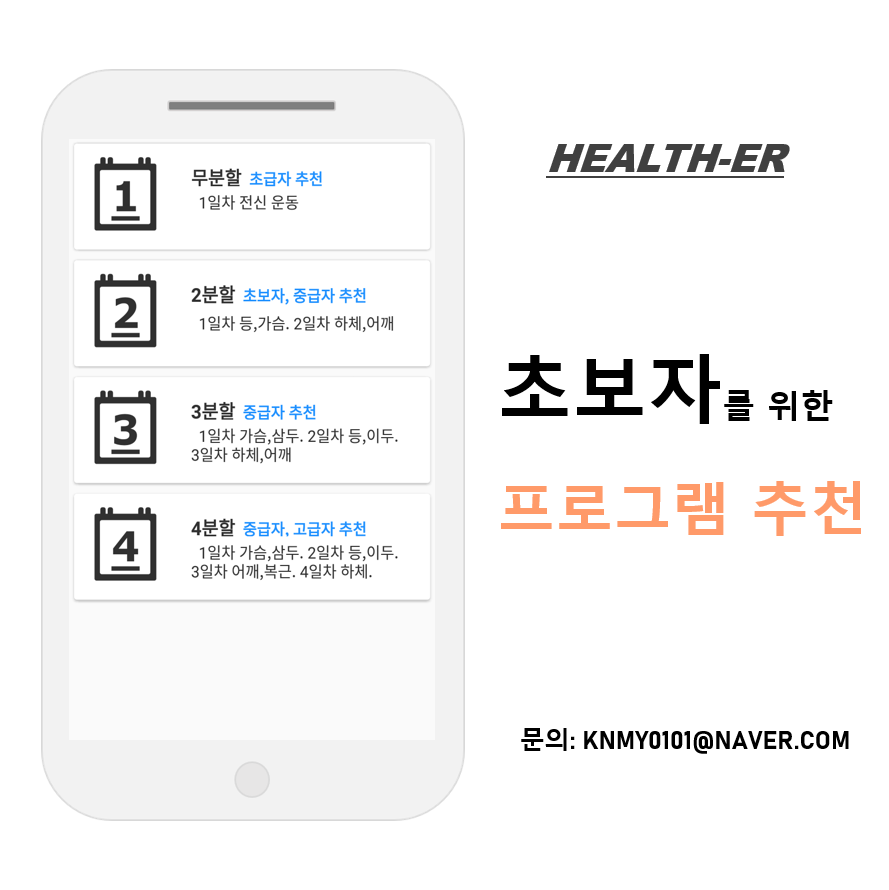 1
무분할 초급자 추천
1일차 전신 운동
2
2분할 초보자, 중급자 추천
1일차 등,가슴. 2일차 하체,어깨
3
3분할 중급자 추천
1일차 가슴,삼두. 2일차 등,이두.
3일차 하체,어깨
4
4분할 중급자, 고급자 추천
1일차 가슴,삼두. 2일차 등,이두.
3일차 어깨,복근. 4일차 하체.
HEALTH-ER
초보자를 위한
프로그램 추천
문의: KNMY0101@NAVER.COM